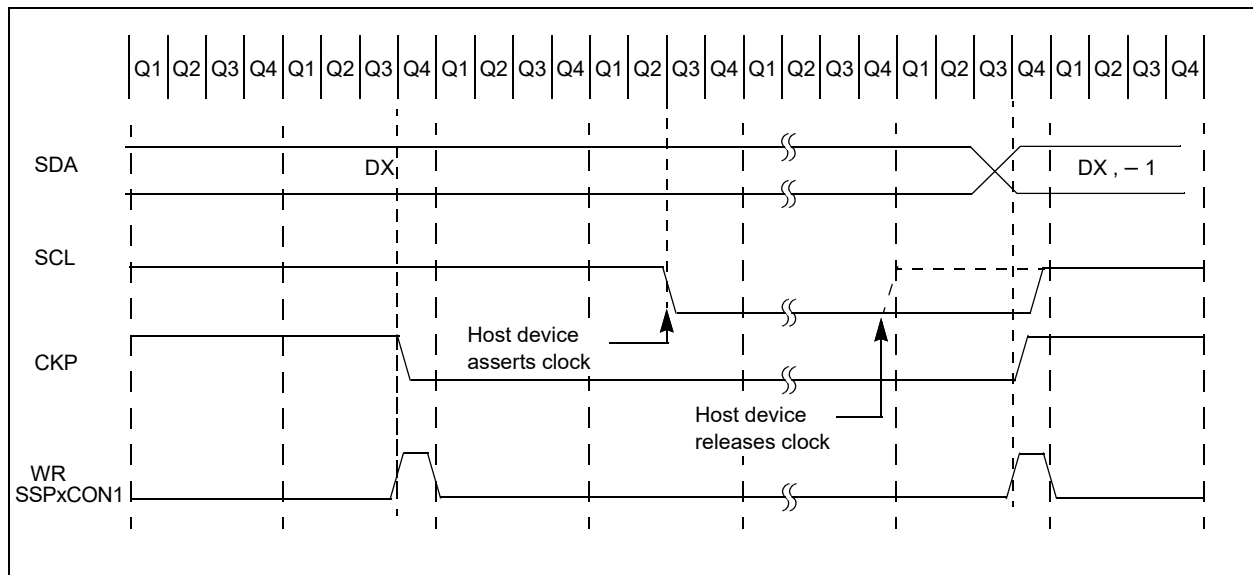 Q1 Q2 Q3 Q4 Q1 Q2 Q3 Q4 Q1 Q2 Q3 Q4 Q1 Q2 Q3 Q4 Q1 Q2 Q3 Q4 Q1 Q2 Q3 Q4 Q1 Q2 Q3 Q4
SDA
DX
DX , – 1
SCL
Host device
asserts clock
CKP
Host device
releases clock
WR
SSPxCON1